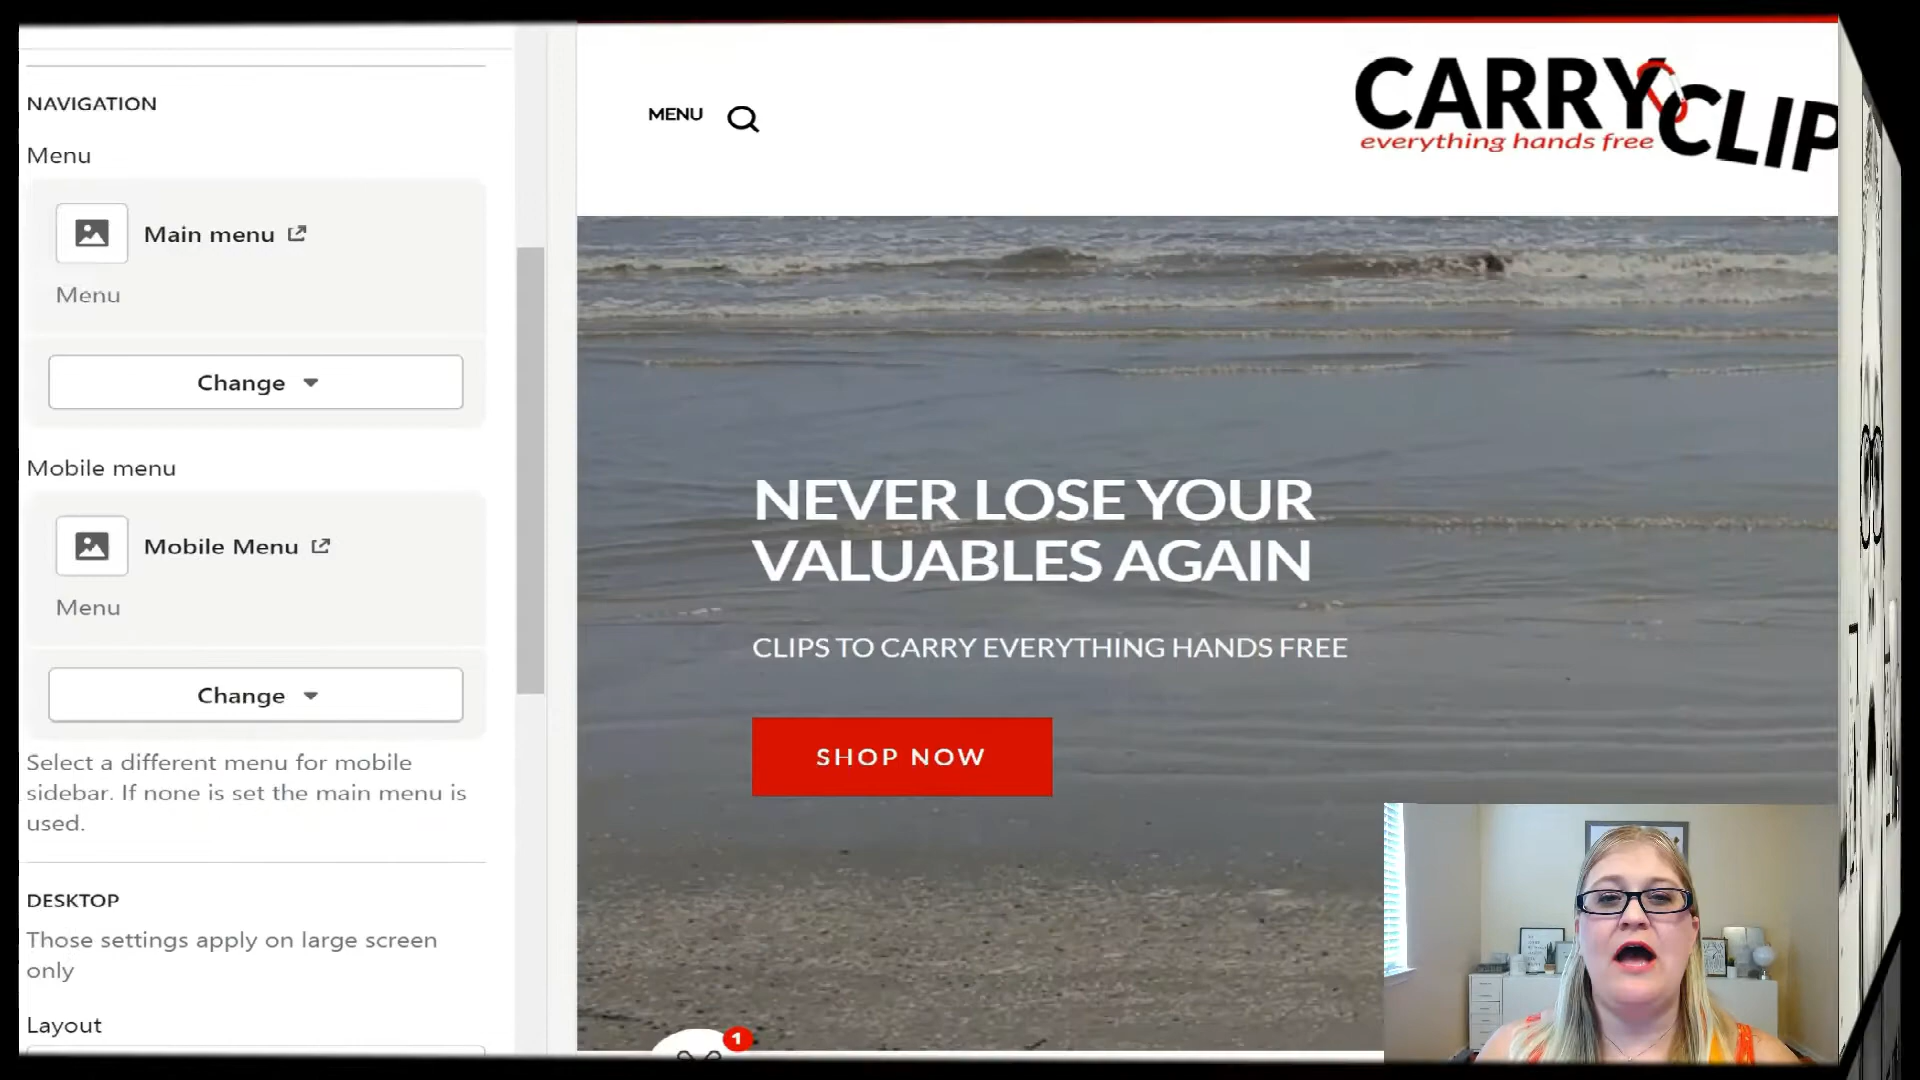 NAVIGATION
Menu
Main menu
Menu
Change
Mobile menu
Mobile Menu
Menu
Change
Select a different menu for mobile
sidebar. If none is set the main menu is
used.
DESKTOP
Those settings apply on large screen
only
Layout
MENU
CARRY CLIP
everything hands free
NEVER LOSE YOUR
VALUABLES AGAIN
CLIPS TO CARRY EVERYTHING HANDS FREE
SHOP NOW
1